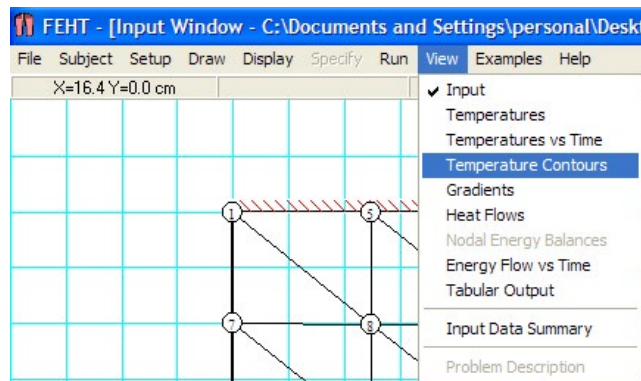 FEHT - [Input Window - C:\Documents and Settings\personal\Desk
File Subject Setup Draw Display Specify Run View Examples Help
X=16.4 Y=0.0 cm
✓ Input
Temperatures
Temperatures vs Time
Temperature Contours
Gradients
Heat Flows
Nodal Energy Balances
Energy Flow vs Time
Tabular Output
Input Data Summary
Problem Description
1 5
7 8